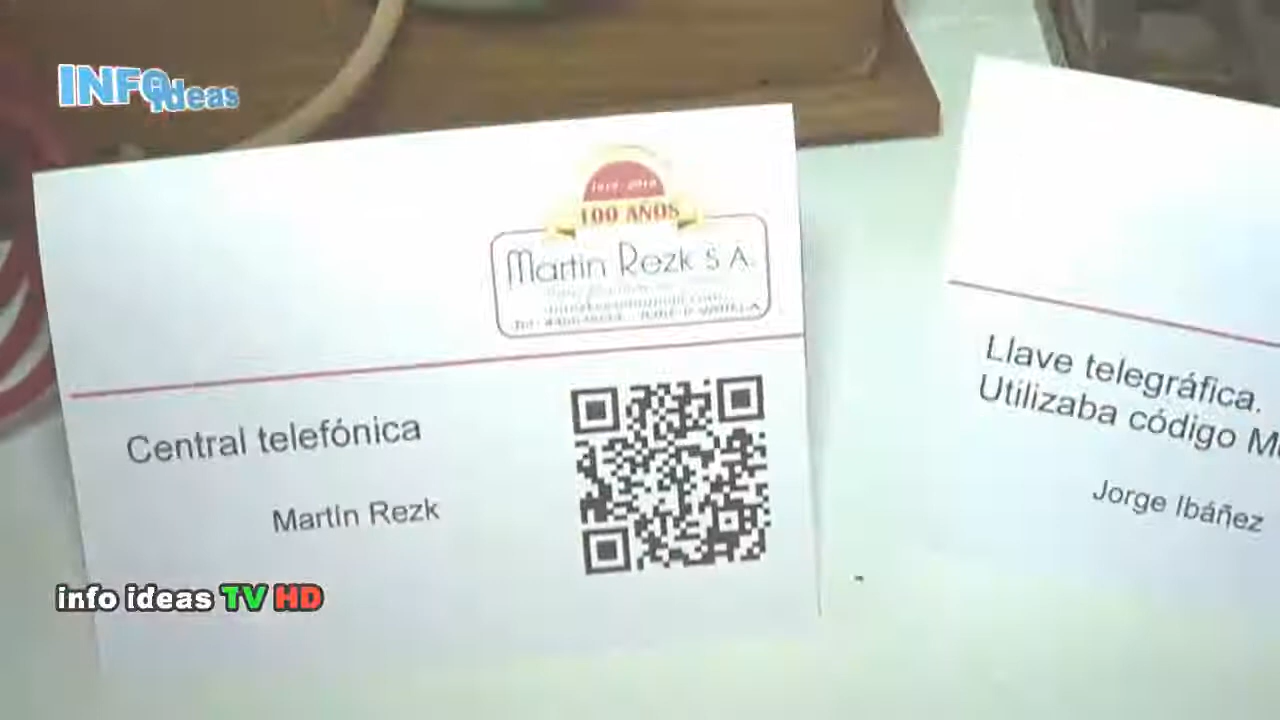 INFO
ideas
100 AÑOS
Martin Rezk S A.
Central telefónica
Martín Rezk
Llave telegráfica.
Utilizaba código
Jorge Ibáñez
info ideas TV HD